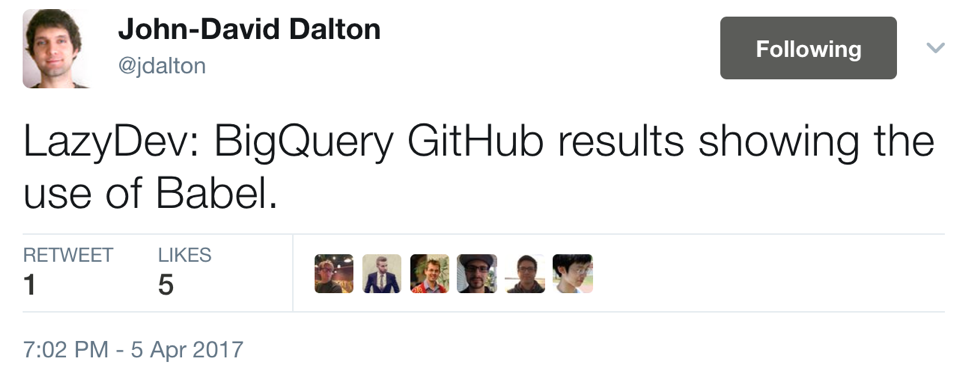 John-David Dalton
@jdalton
Following
LazyDev: BigQuery GitHub results showing the
use of Babel.
RETWEET LIKES
1 5
7:02 PM - 5 Apr 2017